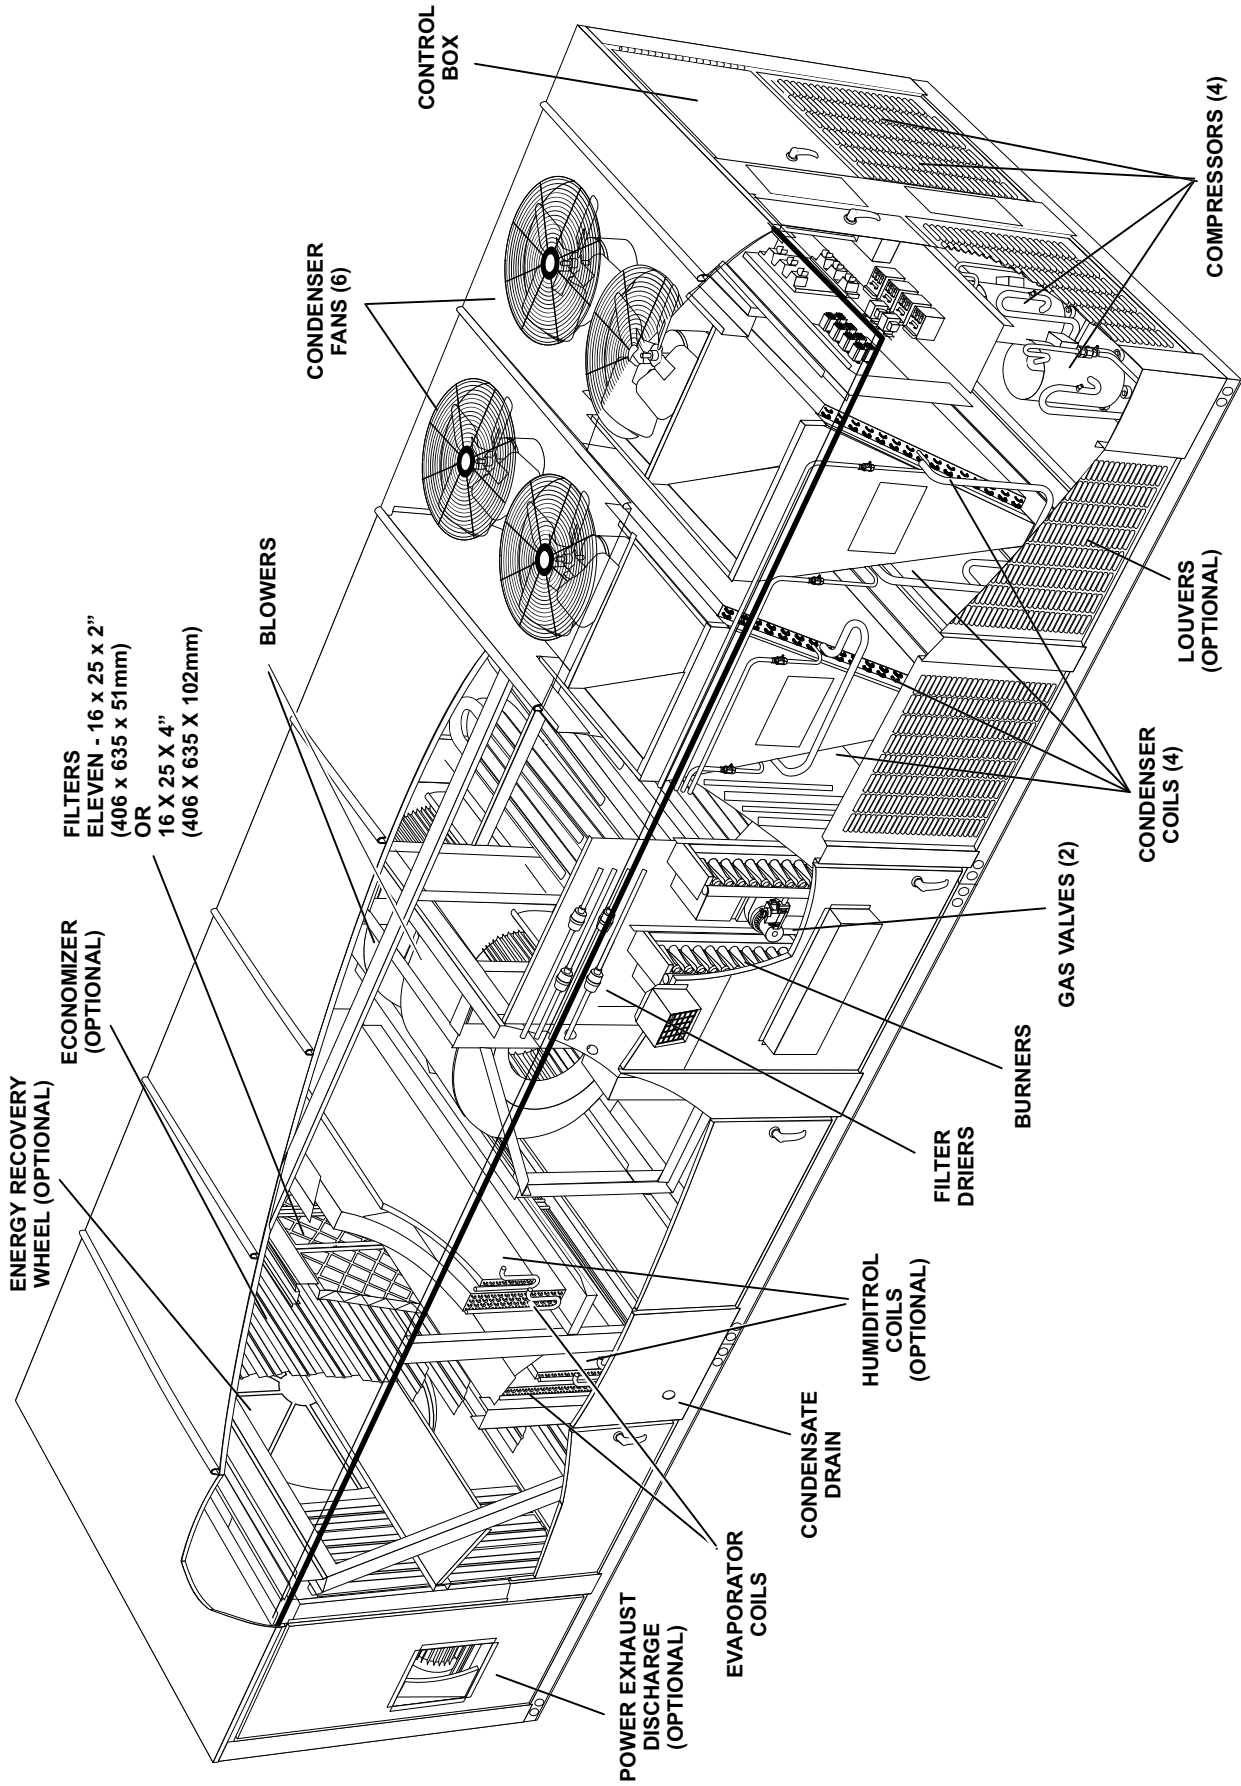 ENERGY RECOVERY
WHEEL (OPTIONAL)
ECONOMIZER
(OPTIONAL)
FILTERS
ELEVEN - 16 x 25 x 2”
(406 x 635 x 51mm)
OR
16 X 25 X 4”
(406 X 635 X 102mm)
BLOWERS
CONDENSER
FANS (6)
CONTROL
BOX
POWER EXHAUST
DISCHARGE
(OPTIONAL)
EVAPORATOR
COILS
CONDENSATE
DRAIN
HUMIDITROL
COILS
(OPTIONAL)
FILTER
DRIERS
BURNERS
GAS VALVES (2)
CONDENSER
COILS (4)
LOUVERS
(OPTIONAL)
COMPRESSORS (4)